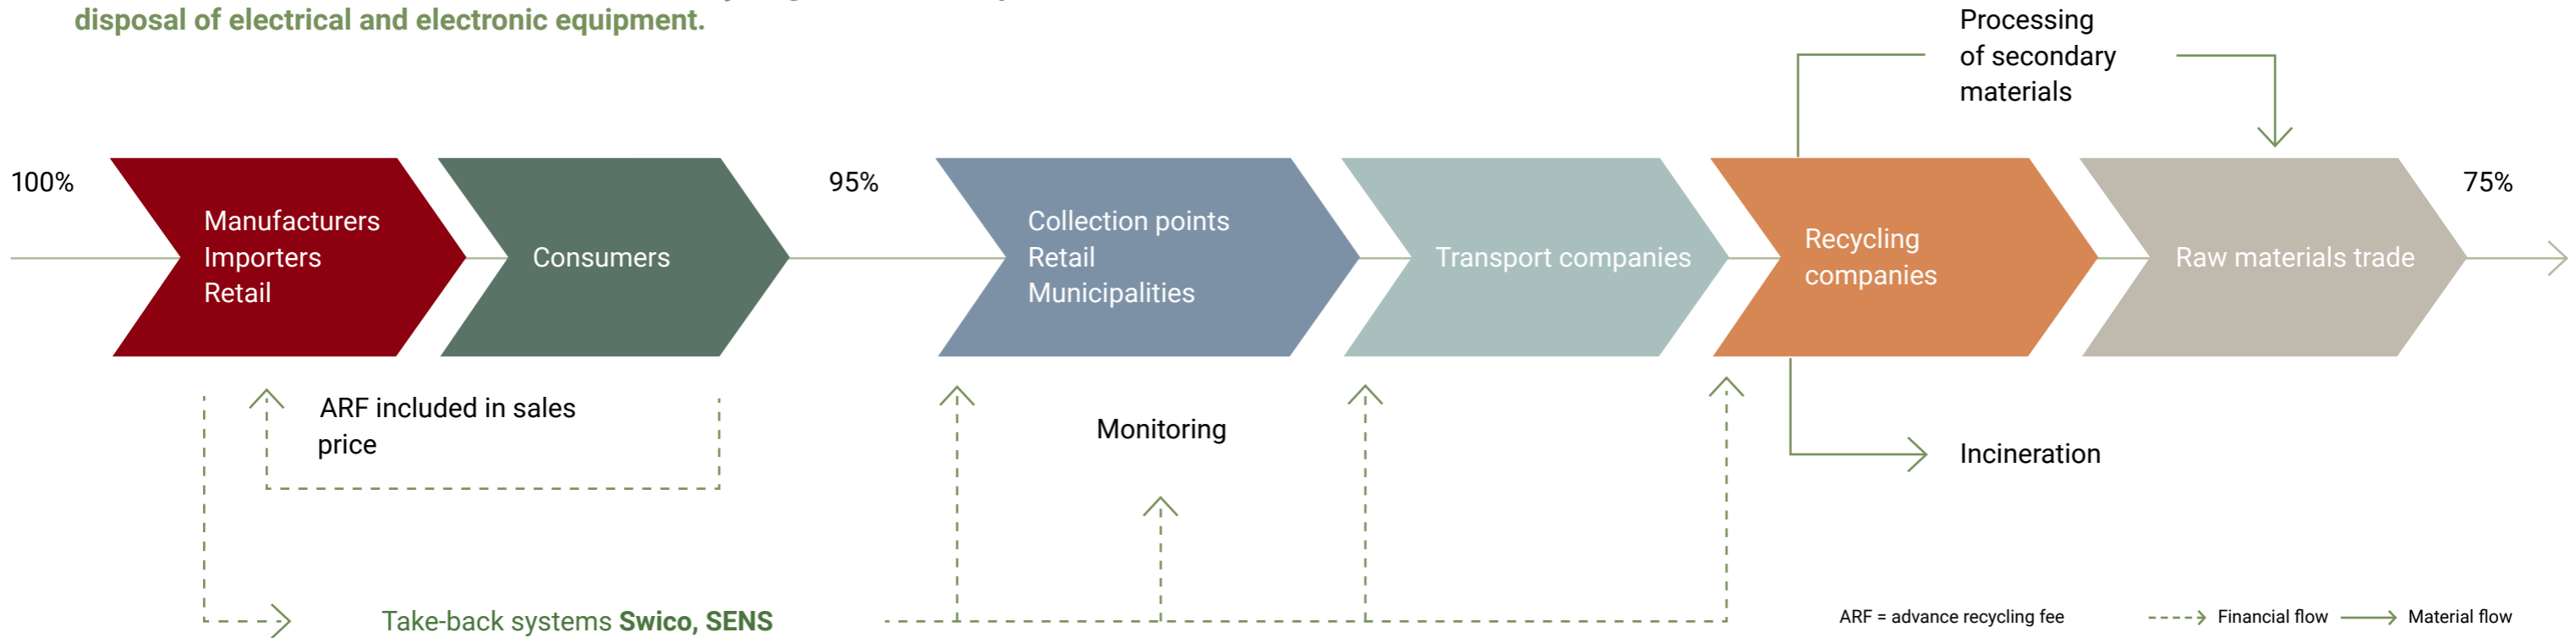 disposal of electrical and electronic equipment.
Processing
of secondary
materials
100%
Manufacturers
Importers
Retail
Consumers
95%
Collection points
Retail
Municipalities
Transport companies
Recycling
companies
Raw materials trade
75%
ARF included in sales
price
Monitoring
Incineration
Take-back systems Swico, SENS
ARF = advance recycling fee
Financial flow
Material flow